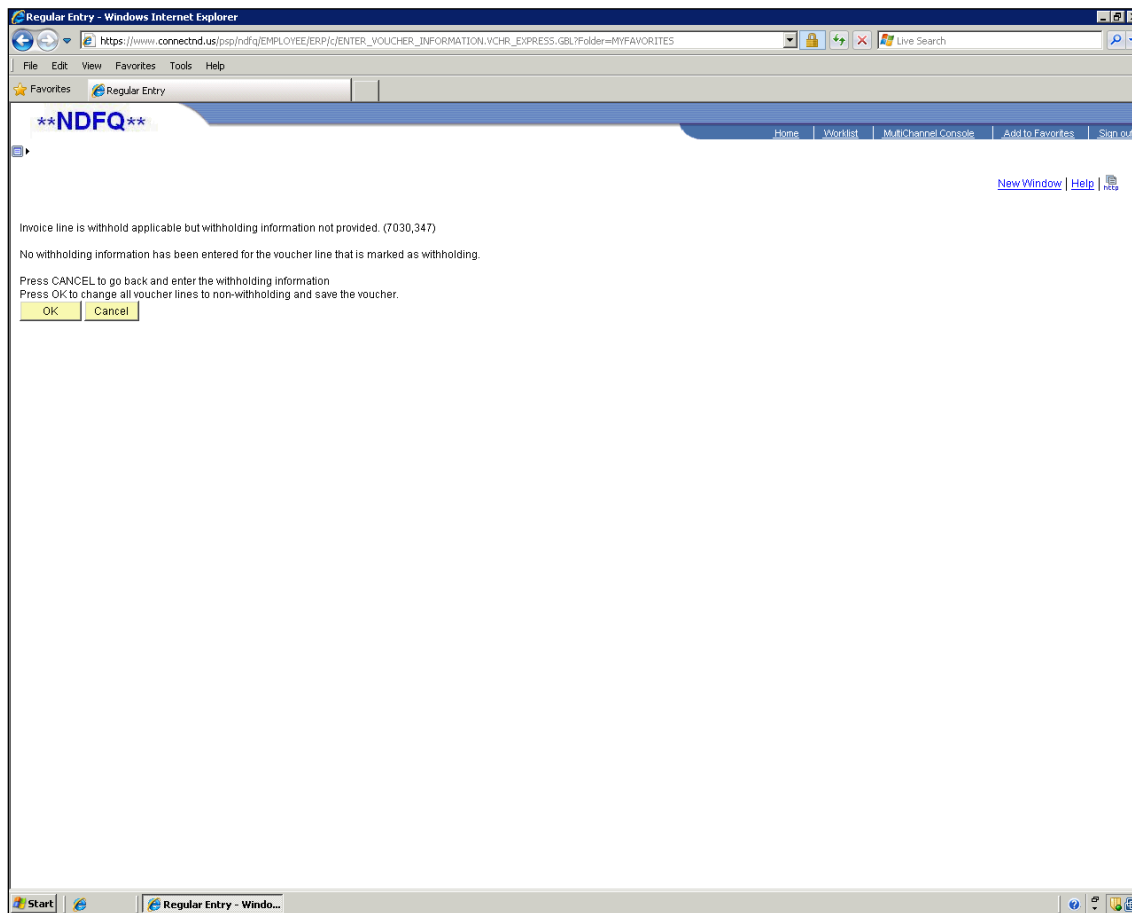 Regular Entry - Windows Internet Explorer
https://www.connectnd.us/psp/ndfq/EMPLOYEE/ERP/c/ENTER_VOUCHER_INFORMATION.VCHR_EXPRESS.GBL?Folder=MYFAVORITES
Live Search
File Edit View Favorites Tools Help
Favorites Regular Entry
**NDFQ**
Home Worklist MultiChannel Console Add to Favorites Sign out
New Window | Help | http
Invoice line is withhold applicable but withholding information not provided. (7030,347)
No withholding information has been entered for the voucher line that is marked as withholding.
Press CANCEL to go back and enter the withholding information
Press OK to change all voucher lines to non-withholding and save the voucher.
OK Cancel
Start Regular Entry - Windo...